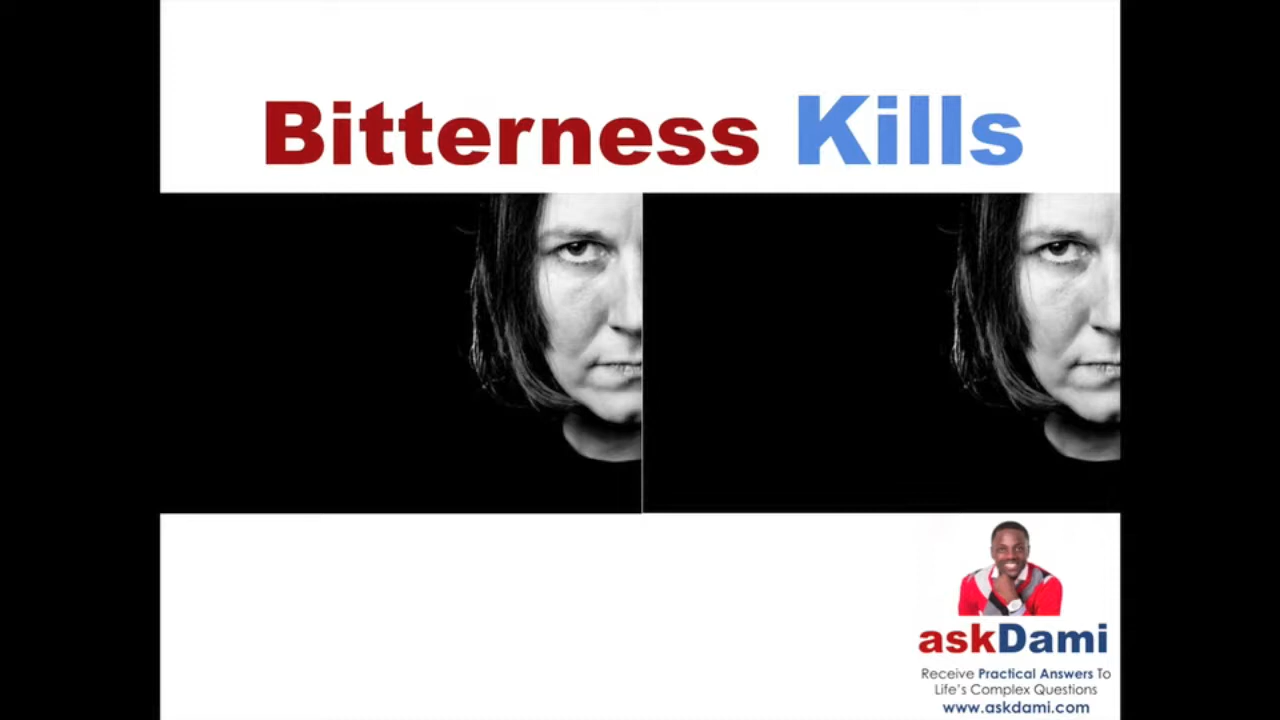 Bitterness Kills
askDami
Receive Practical Answers To
Life's Complex Questions
www.askdami.com